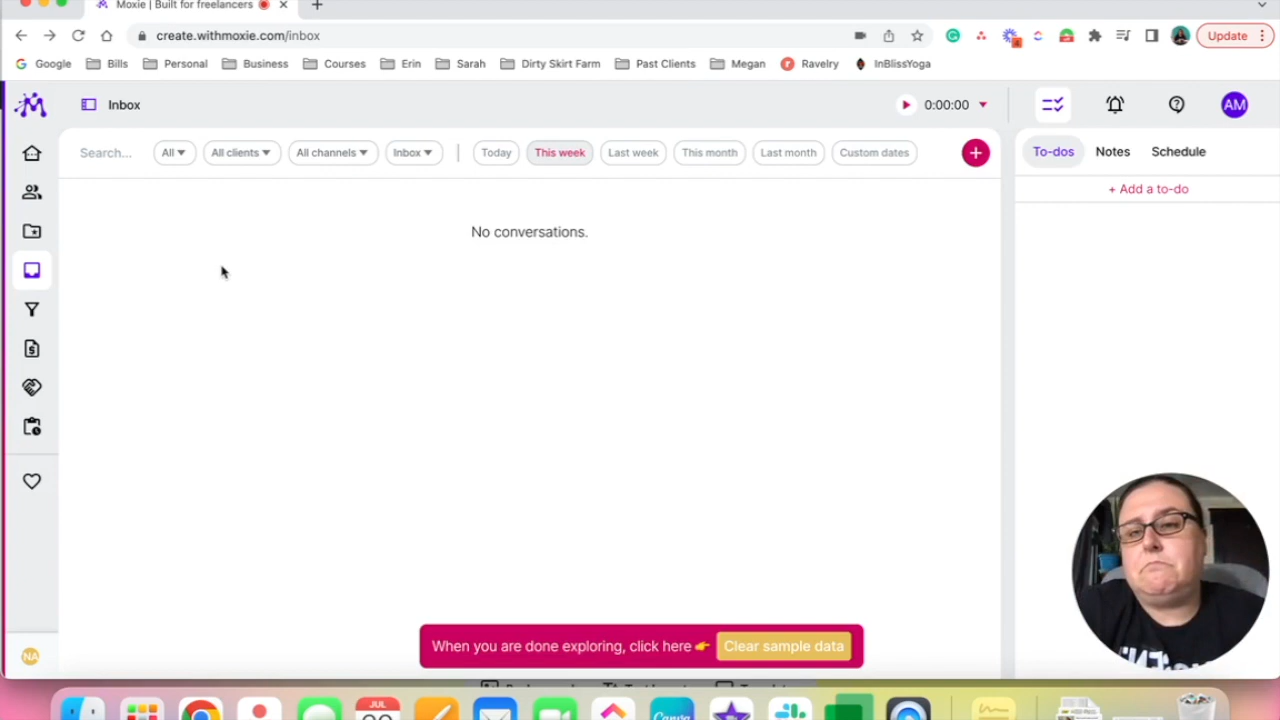 Moxie | Built for freelancers
create.withmoxie.com/inbox
Update
Google Bills Personal Business Courses Erin Sarah Dirty Skirt Farm Past Clients Megan Ravelry InBlissYoga
Inbox
0:00:00
AM
Search... All All clients All channels Inbox Today This week Last week This month Last month Custom dates
To-dos Notes Schedule
+ Add a to-do
No conversations.
When you are done exploring, click here 👉 Clear sample data
NA
JUL
Canva